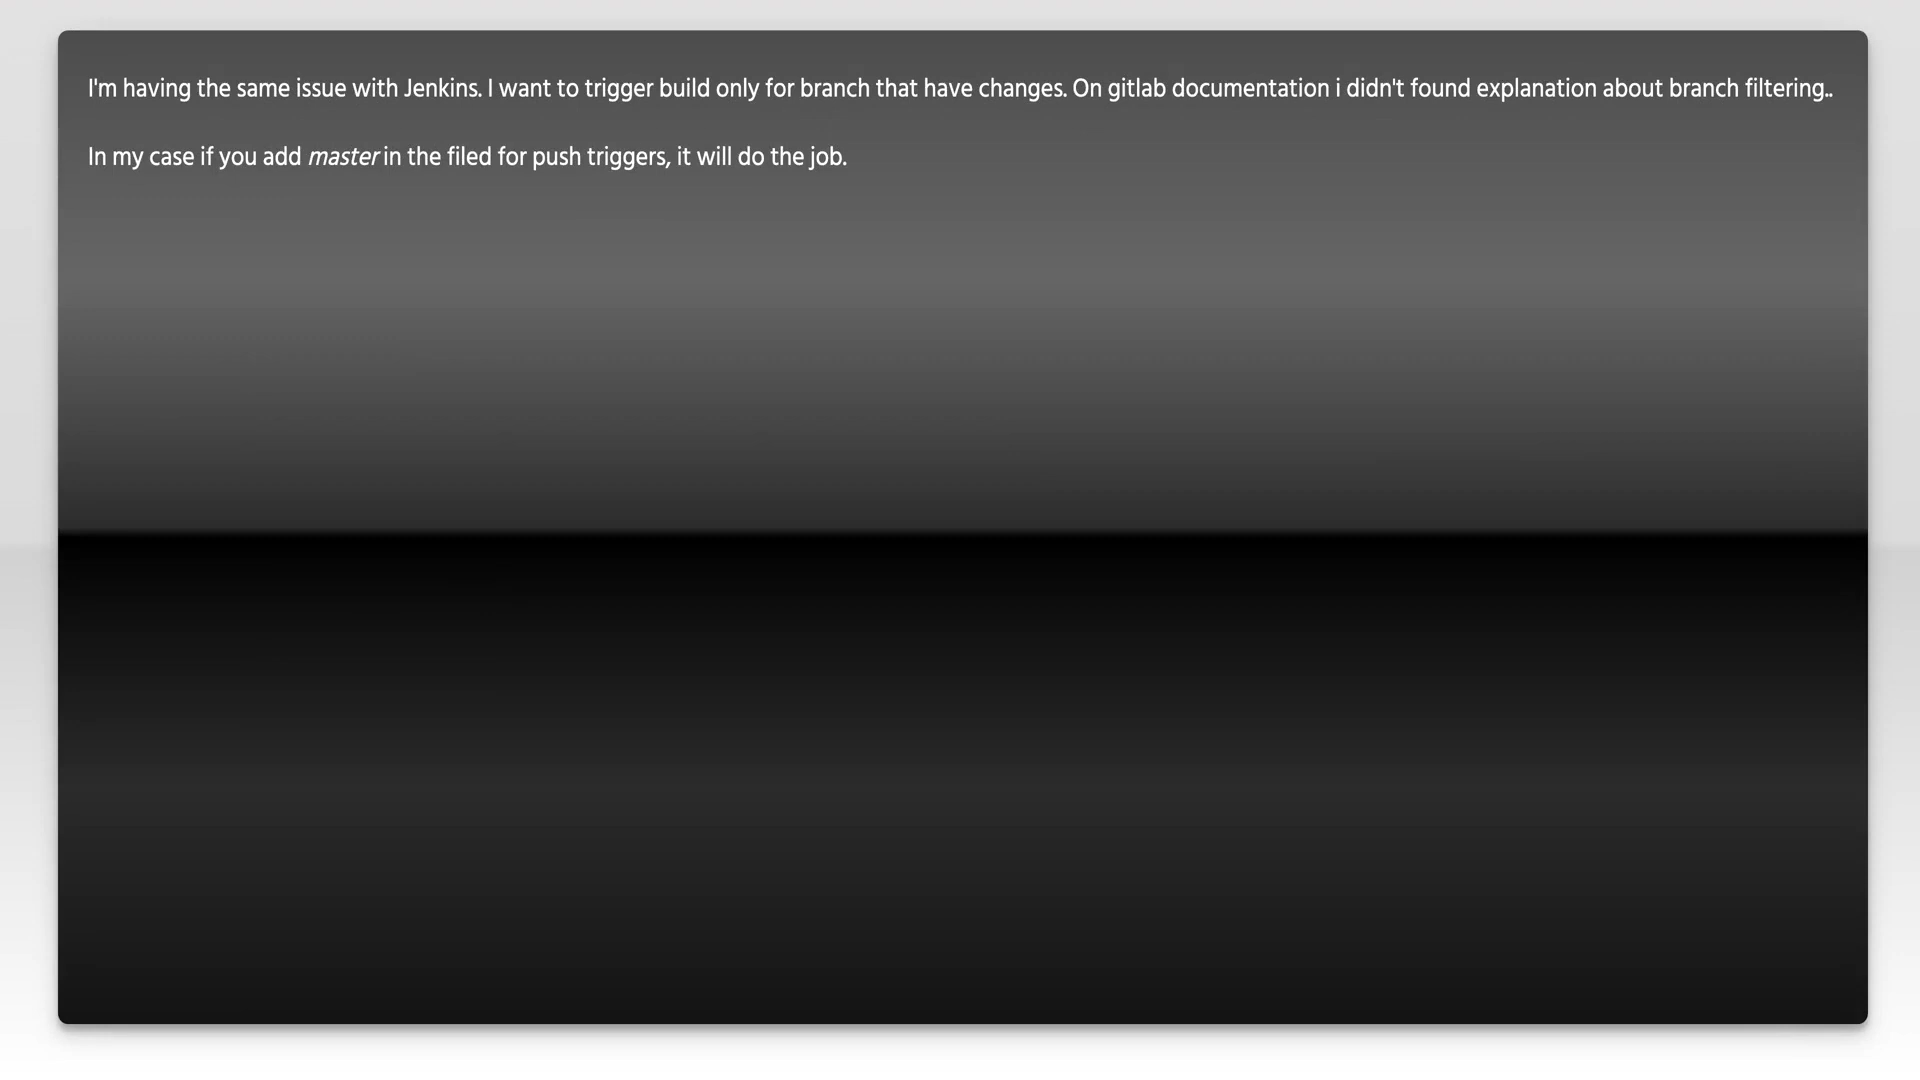 I'm having the same issue with Jenkins. I want to trigger build only for branch that have changes. On gitlab documentation i didn't found explanation about branch filtering..
In my case if you add master in the filed for push triggers, it will do the job.